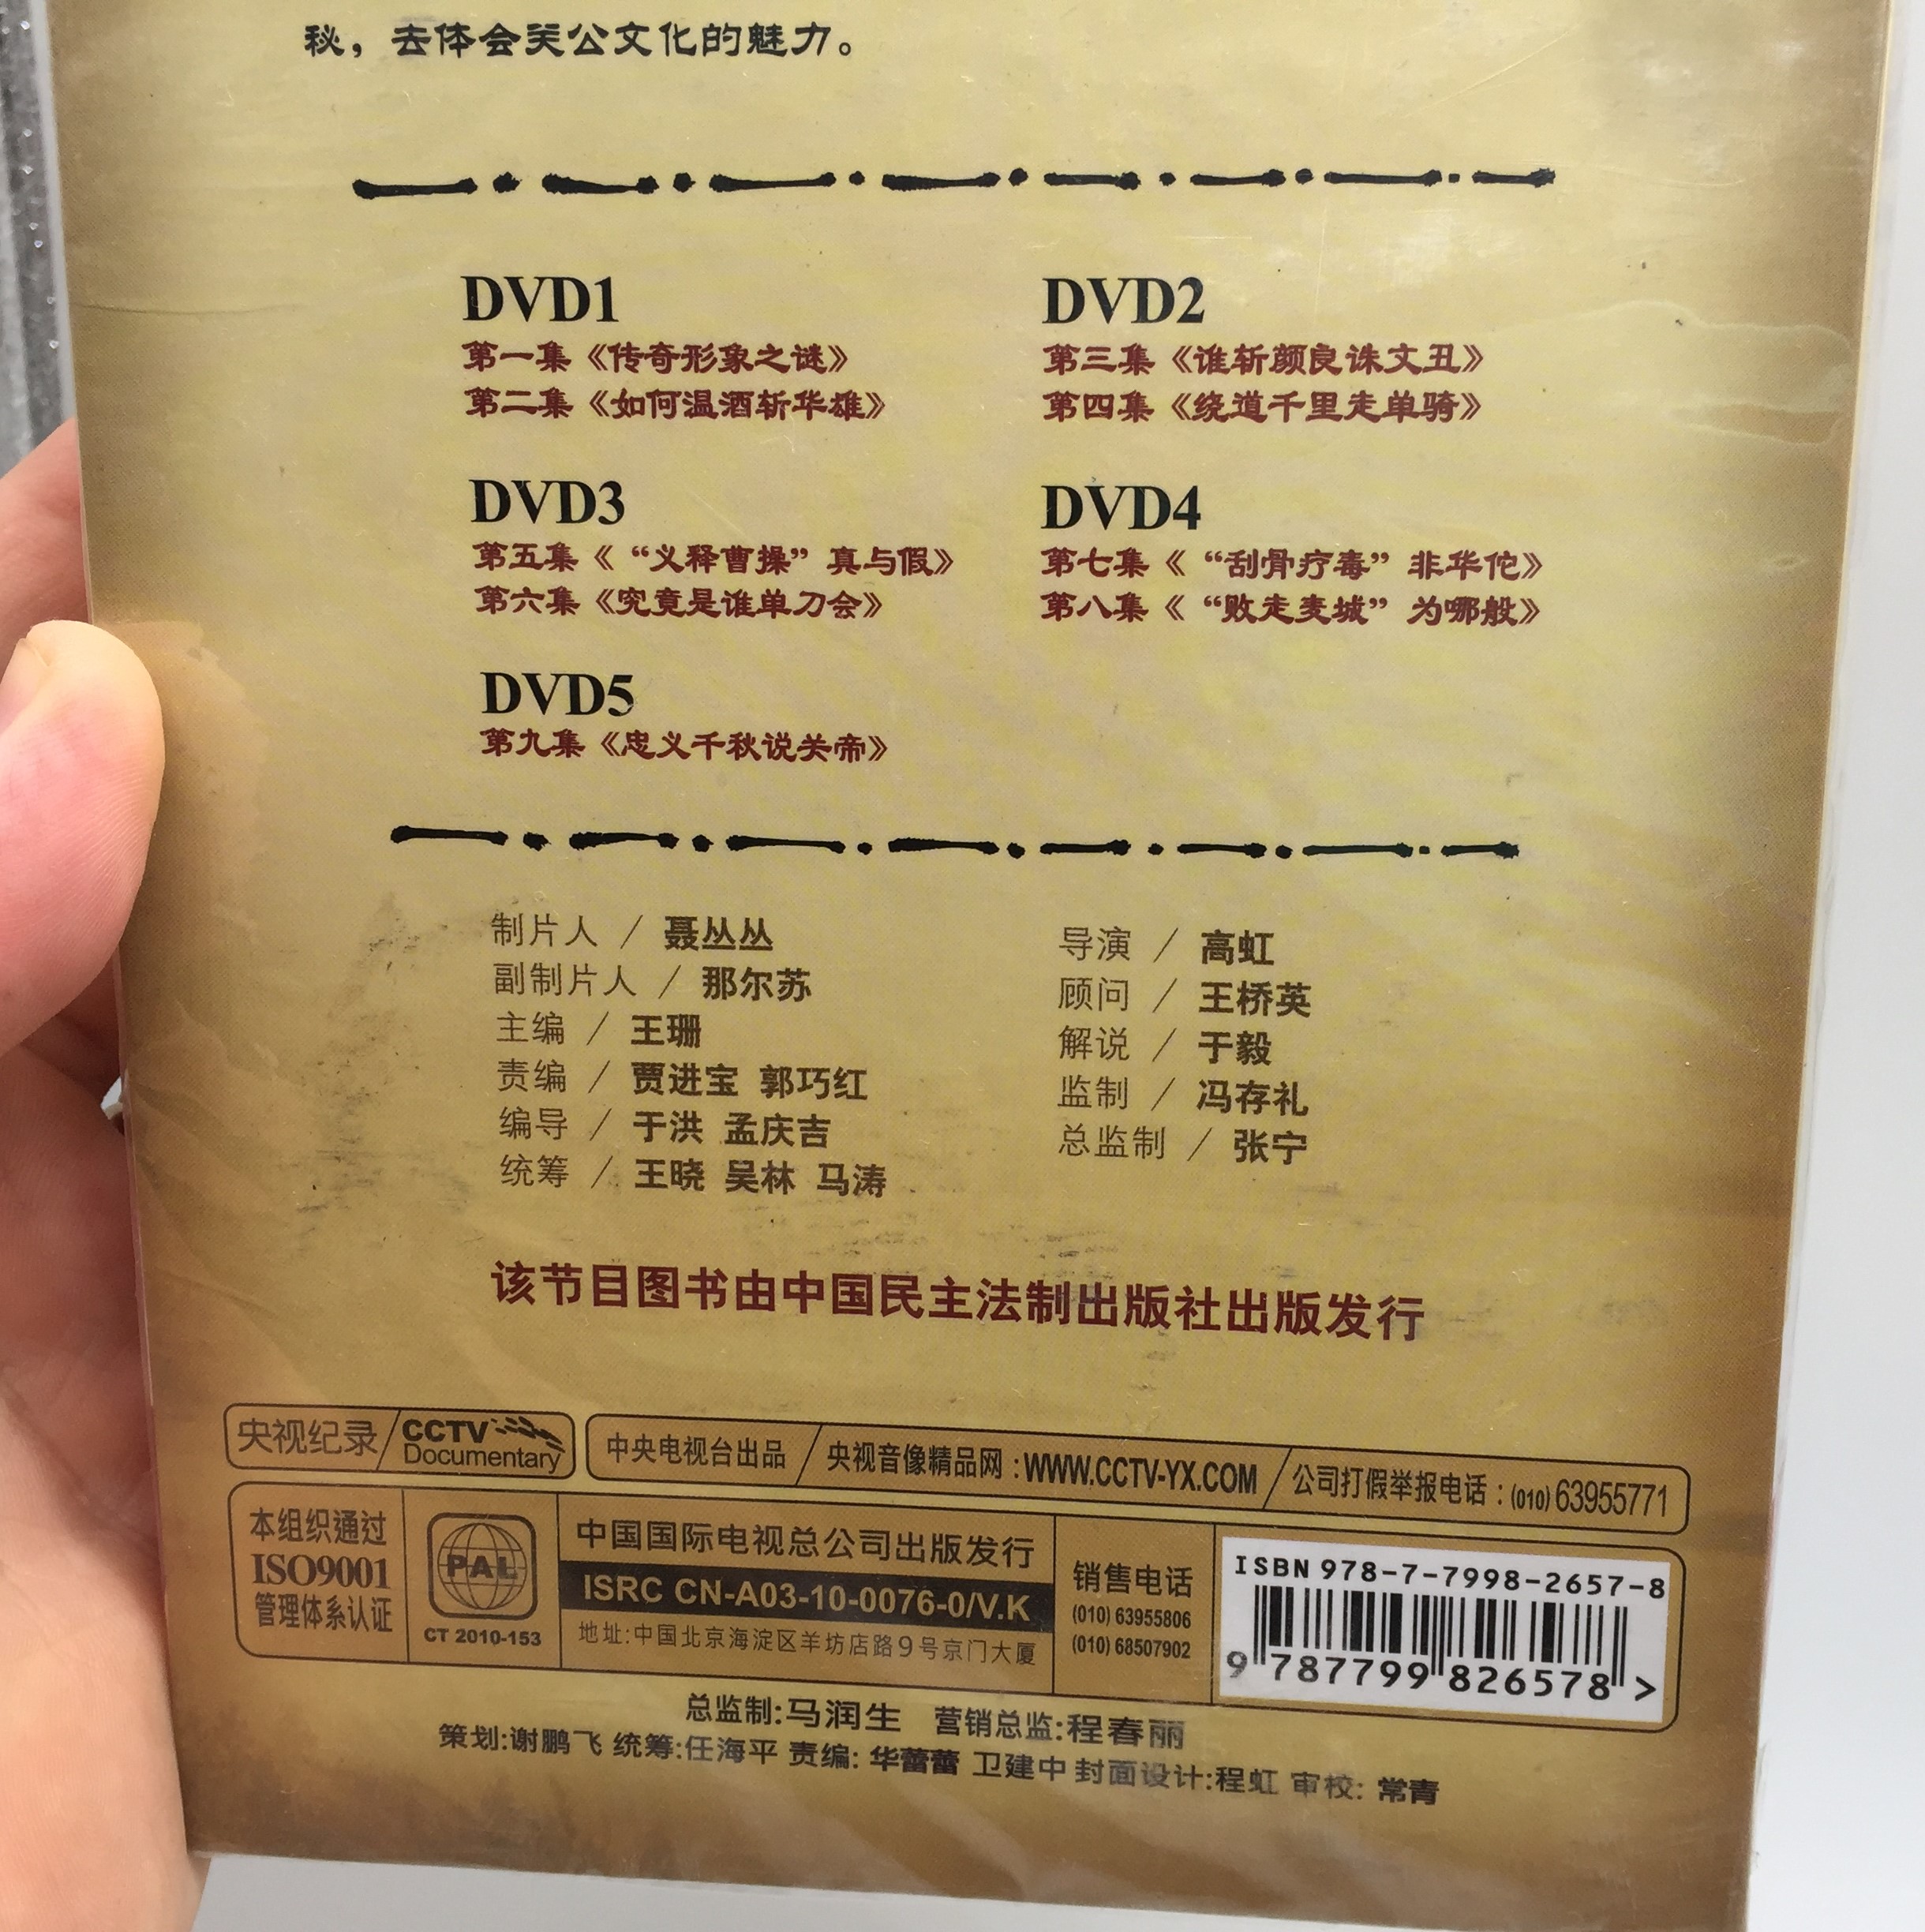 秘，去体会关公文化的魅力。
DVD1
第一集《传奇形象之谜》
第二集《如何温酒斩华雄》
DVD2
第三集《谁斩颜良诛文丑》
第四集《绕道千里走单骑》
DVD3
第五集《“义释曹操”真与假》
第六集《究竟是谁单刀会》
DVD4
第七集《“刮骨疗毒”非华佗》
第八集《“败走麦城”为哪般》
DVD5
第九集《忠义千秋说关帝》
制片人 / 聂丛丛
副制片人 / 那尔苏
主编 / 王珊
责编 / 贾进宝 郭巧红
编导 / 于洪 孟庆吉
统筹 / 王晓 吴林 马涛
导演 / 高虹
顾问 / 王桥英
解说 / 于毅
监制 / 冯存礼
总监制 / 张宁
该节目图书由中国民主法制出版社出版发行
央视纪录/CCTV Documentary
中央电视台出品/央视音像精品网:WWW.CCTV-YX.COM/公司打假举报电话:(010)63955771
本组织通过
ISO9001
管理体系认证
PAL
CT 2010-153
中国国际电视总公司出版发行
ISRC CN-A03-10-0076-0/V.K
地址:中国北京海淀区羊坊店路9号京门大厦
销售电话
(010) 63955806
(010) 68507902
ISBN 978-7-7998-2657-8
9 787799 826578 >
总监制:马润生 营销总监:程春丽
策划:谢鹏飞 统筹:任海平 责编: 华蕾蕾 卫建中 封面设计:程虹 审校: 常青